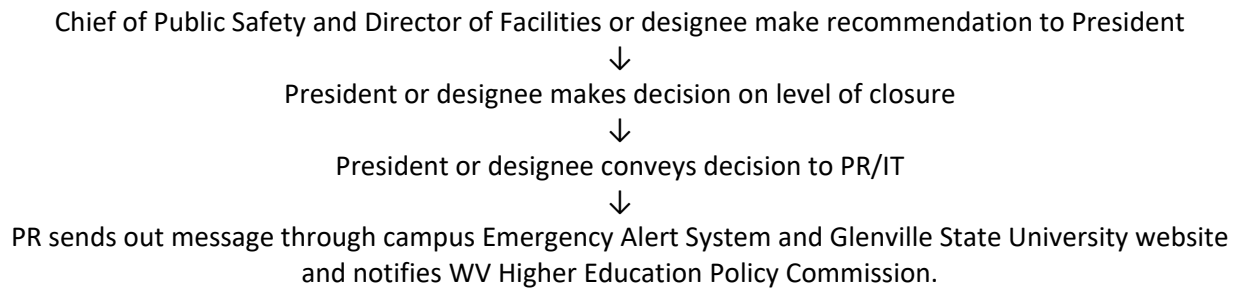 Chief of Public Safety and Director of Facilities or designee make recommendation to President
↓
President or designee makes decision on level of closure
↓
President or designee conveys decision to PR/IT
↓
PR sends out message through campus Emergency Alert System and Glenville State University website
and notifies WV Higher Education Policy Commission.